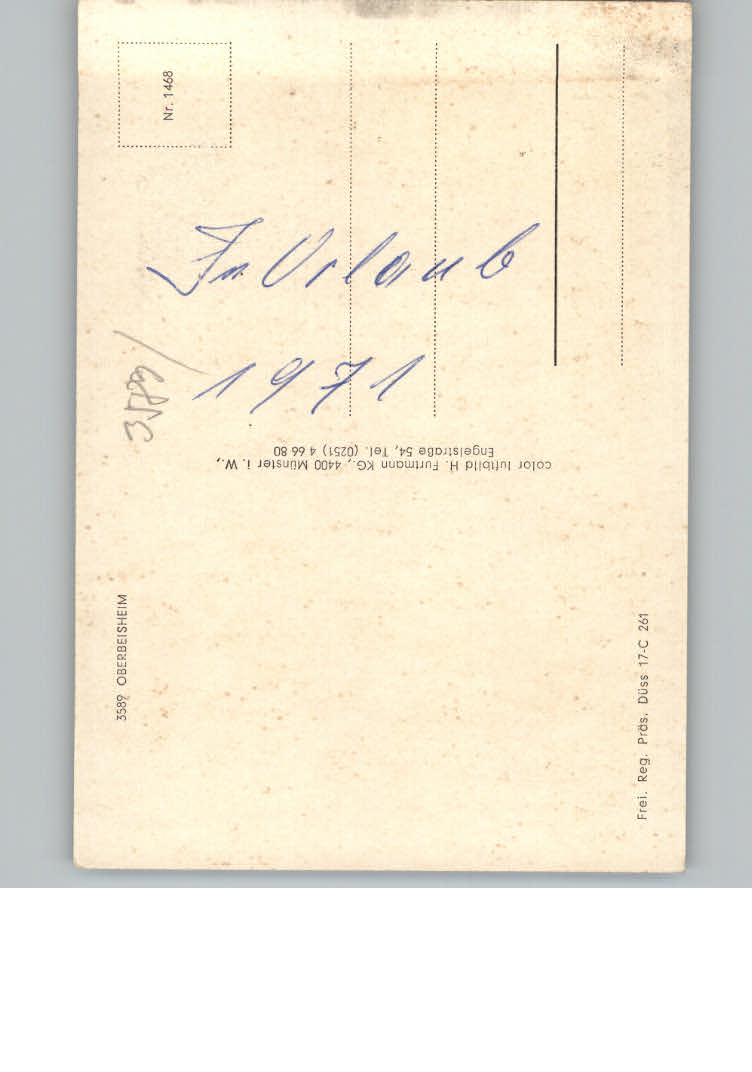 Nr. 1468
Im Urlaub
1971
3589
color luftbild H. Furtmann KG., 4400 Münster i. W.,
Engelstraße 54, Tel. (0251) 4 66 80
3589 OBERBEISHEIM
Frei. Reg. Präs. Düss 17-C 261